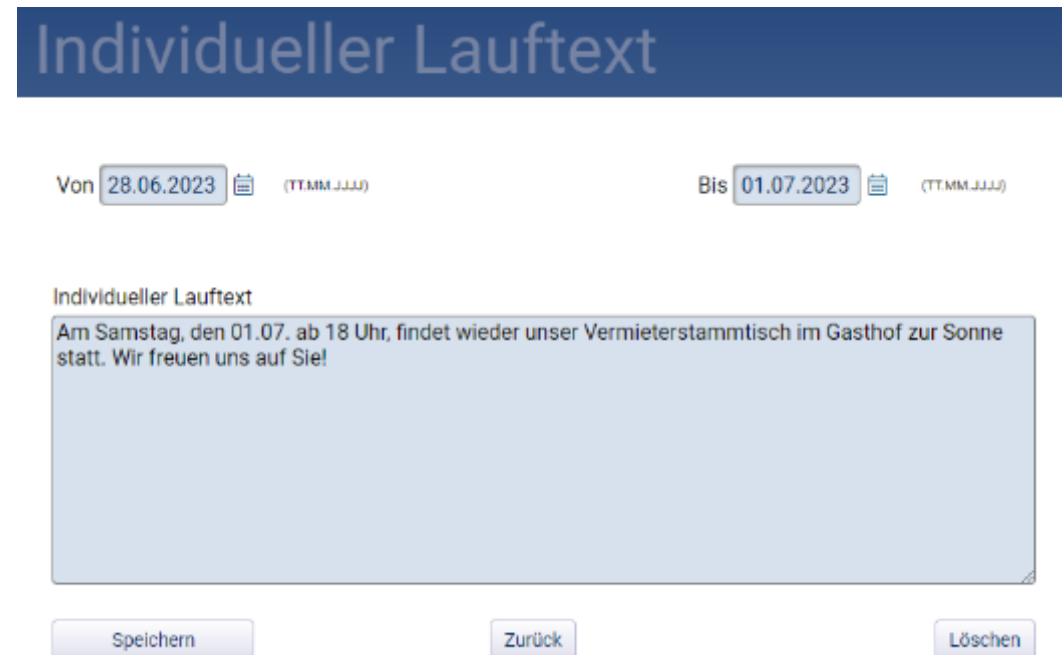 Individueller Lauftext
Von 28.06.2023 (TT.MM.JJJJ) Bis 01.07.2023 (TT.MM.JJJJ)
Individueller Lauftext
Am Samstag, den 01.07. ab 18 Uhr, findet wieder unser Vermieterstammtisch im Gasthof zur Sonne
statt. Wir freuen uns auf Sie!
Speichern Zurück Löschen